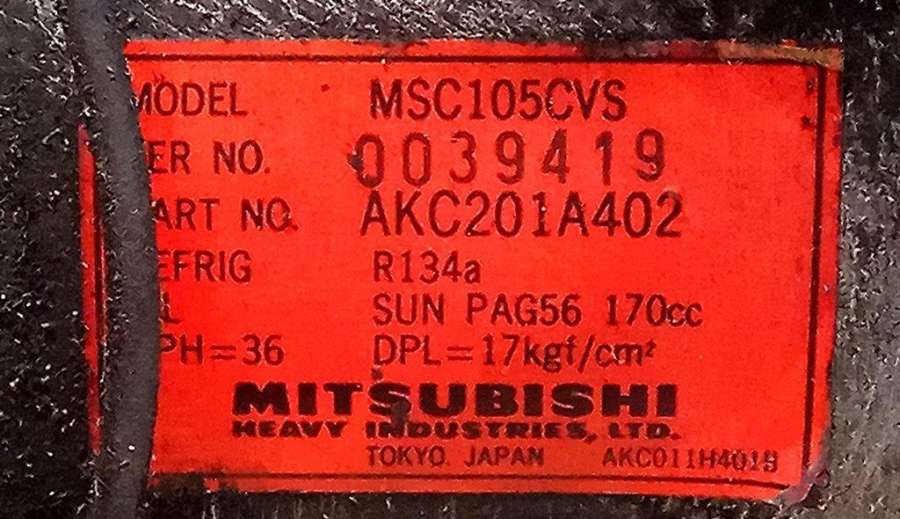 MODEL MSC105CVS
ER NO. 0039419
ART NO. AKC201A402
EFRIG R134a
L SUN PAG56 170cc
PH=36 DPL=17kgf/cm²
MITSUBISHI
HEAVY INDUSTRIES, LTD.
TOKYO JAPAN AKC011H4019